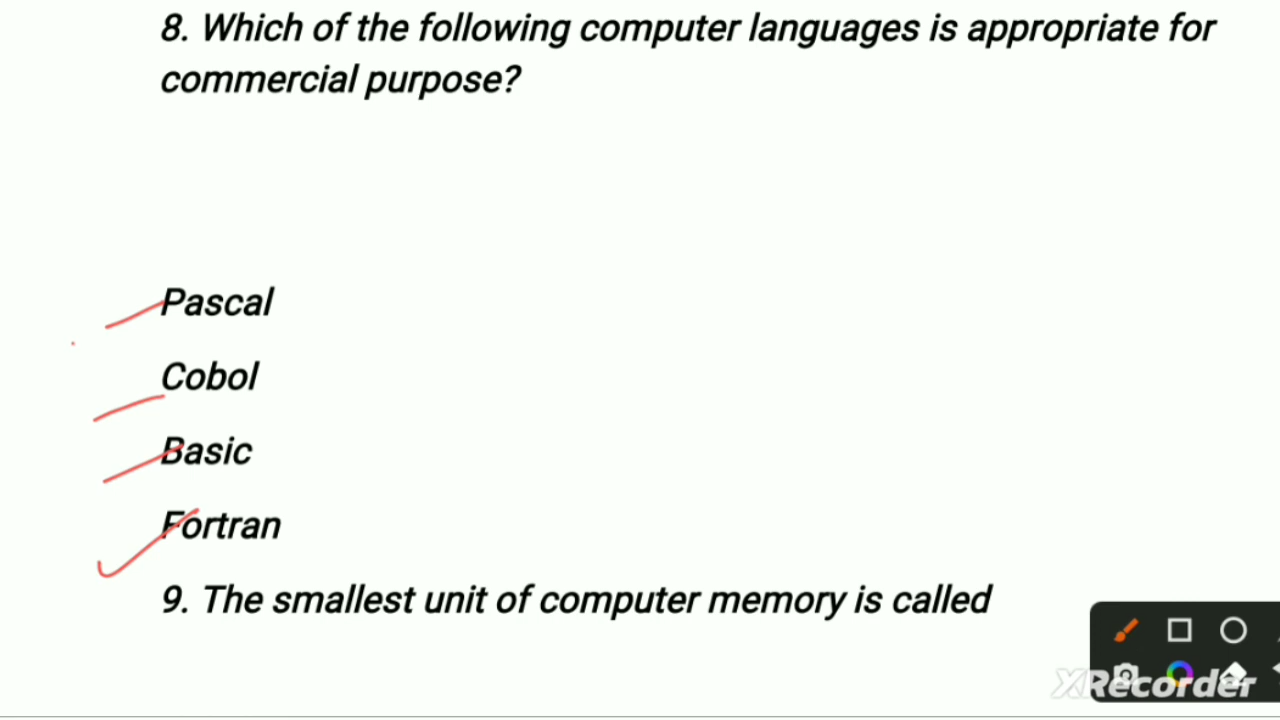 8. Which of the following computer languages is appropriate for
commercial purpose?
Pascal
Cobol
Basic
Fortran
9. The smallest unit of computer memory is called
XRecorder